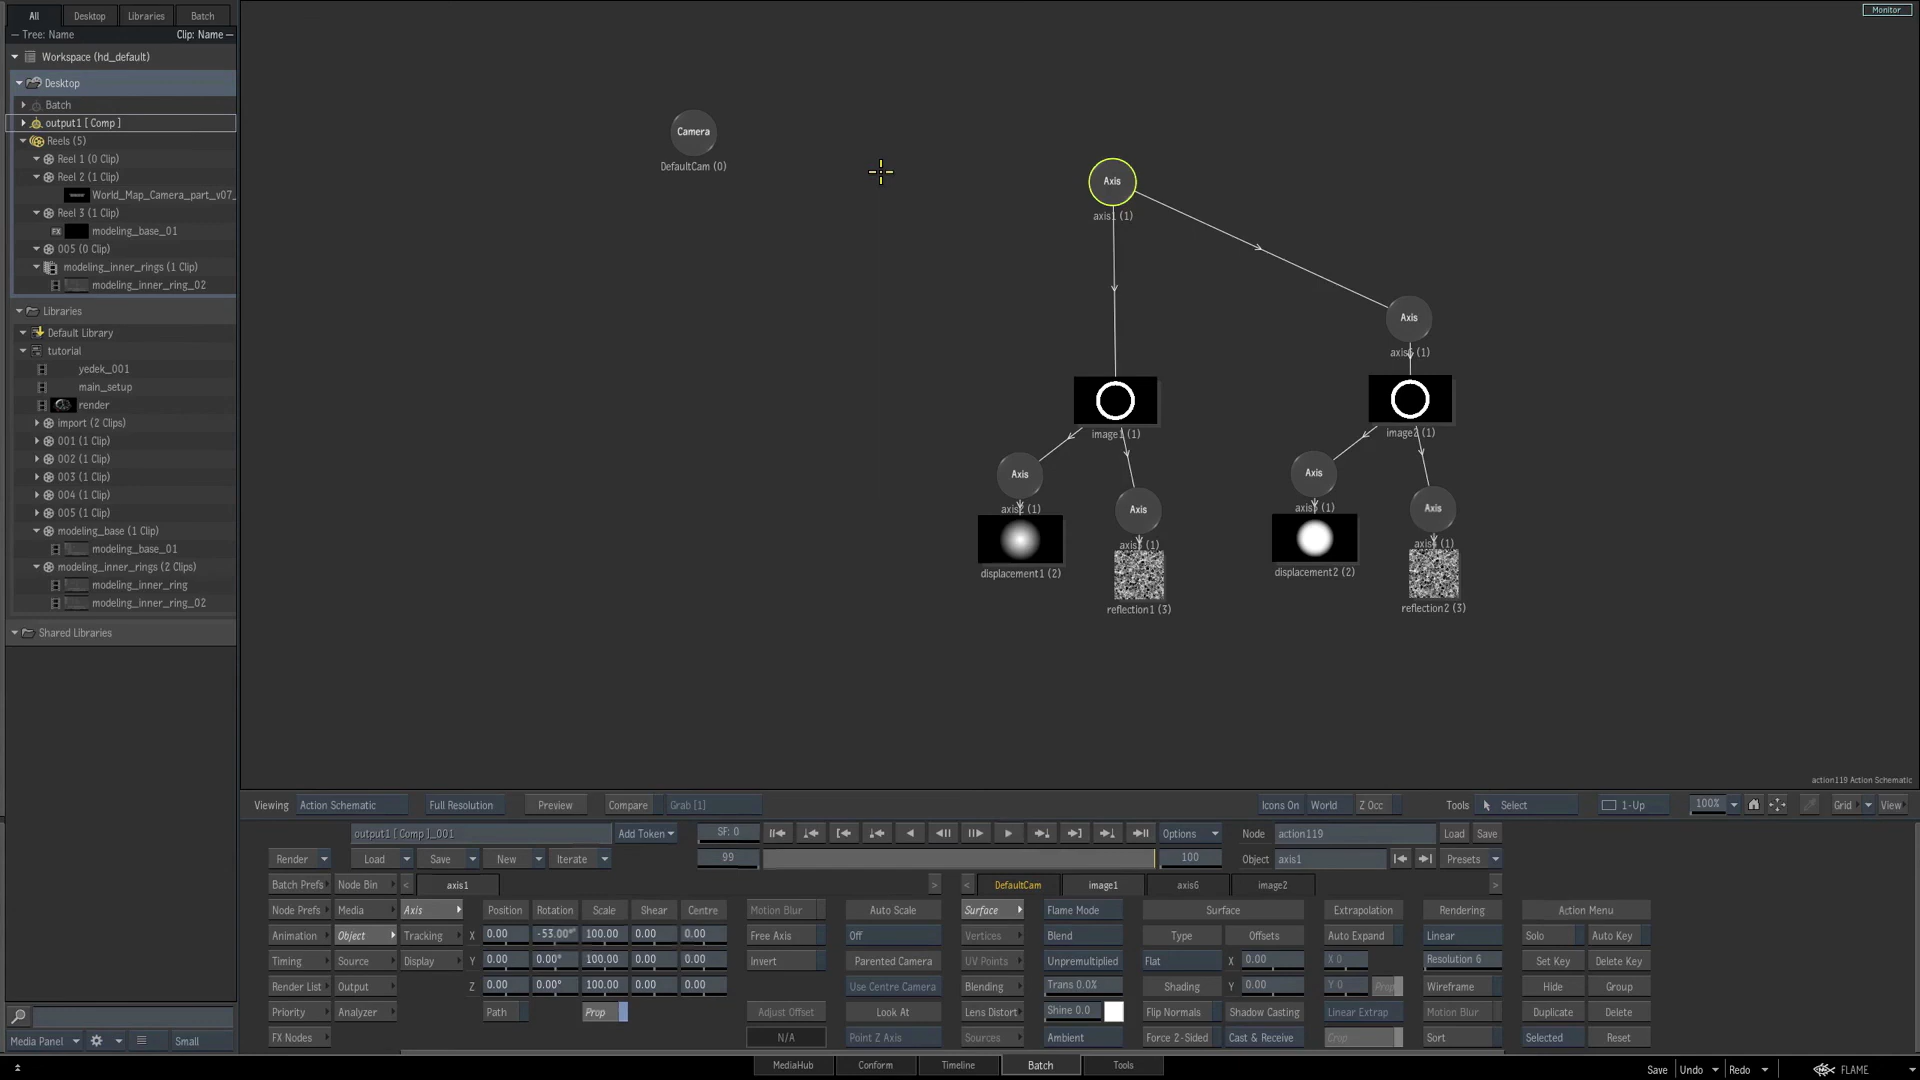 All Desktop Libraries Batch
Tree: Name Clip: Name
Workspace (hd_default)
Desktop
Batch
output1 [ Comp ]
Reels (5)
Reel 1 (0 Clip)
Reel 2 (1 Clip)
World_Map_Camera_part_v07_
Reel 3 (1 Clip)
FX modeling_base_01
005 (0 Clip)
modeling_inner_rings (1 Clip)
modeling_inner_ring_02
Libraries
Default Library
tutorial
yedek_001
main_setup
render
import (2 Clips)
001 (1 Clip)
002 (1 Clip)
003 (1 Clip)
004 (1 Clip)
005 (1 Clip)
modeling_base (1 Clip)
modeling_base_01
modeling_inner_rings (2 Clips)
modeling_inner_ring
modeling_inner_ring_02
Shared Libraries
Media Panel Small
Monitor
Camera
DefaultCam (0)
Axis
axis1 (1)
Axis
(1)
image1 (1)
image2 (1)
Axis
(1)
Axis
(1)
Axis
(1)
Axis
(1)
displacement1 (2)
reflection1 (3)
displacement2 (2)
reflection2 (3)
action119 Action Schematic
Viewing Action Schematic Full Resolution Preview Compare Grab [1] Icons On World Z Occ Tools Select 1-Up 100% Grid View
output1 [ Comp ]_001 Add Token SF: 0 Options Node action119 Load Save
Render Load Save New Iterate 99 100 Object axis1 Presets
Batch Prefs Node Bin < axis1 > < DefaultCam image1 axis6 image2 >
Node Prefs Media Axis Position Rotation Scale Shear Centre Motion Blur Auto Scale Surface Flame Mode Surface Extrapolation Rendering Action Menu
Animation Object Tracking X 0.00 -53.00° 100.00 0.00 0.00 Free Axis Off Vertices Blend Type Offsets Auto Expand Linear Solo Auto Key
Timing Source Display Y 0.00 0.00° 100.00 0.00 0.00 Invert Parented Camera UV Points Unpremultiplied Flat X 0.00 X 0 Resolution 6 Set Key Delete Key
Render List Output Z 0.00 0.00° 100.00 0.00 0.00 Use Centre Camera Blending Trans 0.0% Shading Y 0.00 Y 0 Prop Wireframe Hide Group
Priority Analyzer Path Prop Adjust Offset Look At Lens Distort Shine 0.0 Flip Normals Shadow Casting Linear Extrap Motion Blur Duplicate Delete
FX Nodes N/A Point Z Axis Sources Ambient Force 2-Sided Cast & Receive Crop Sort Selected Reset
MediaHub Conform Timeline Batch Tools Save Undo Redo FLAME